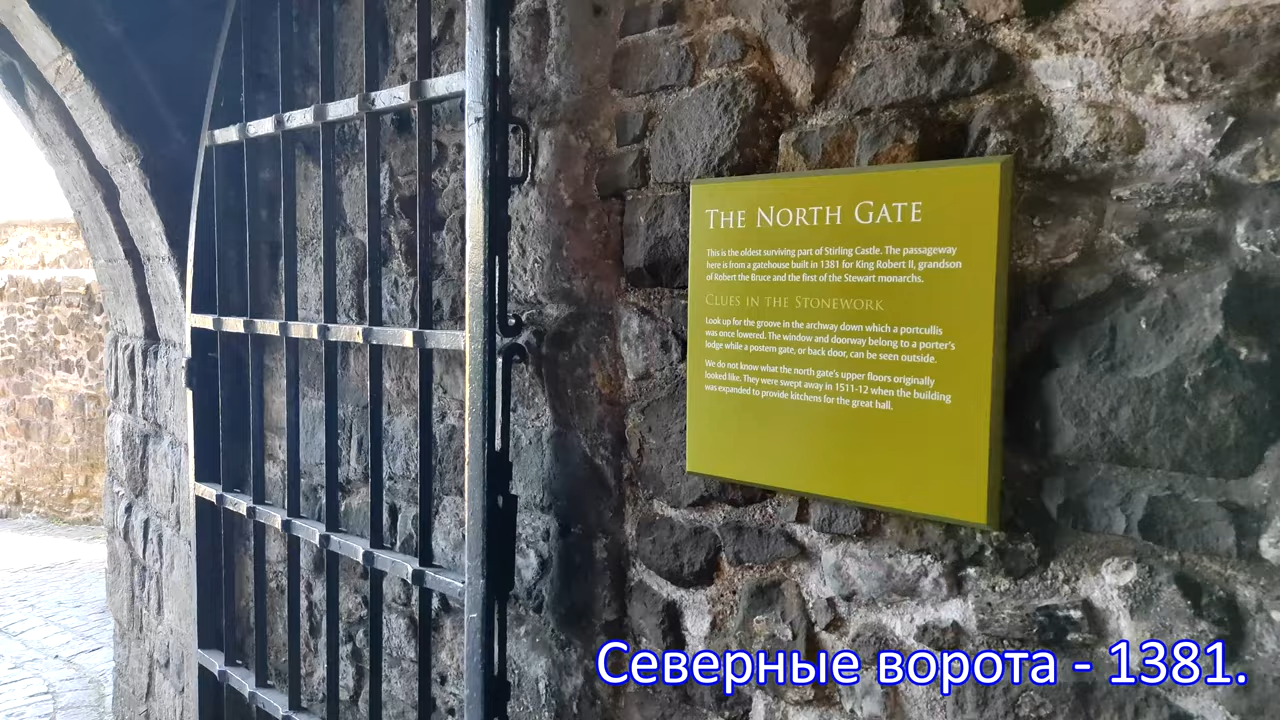 THE NORTH GATE
This is the oldest surviving part of Stirling Castle. The passageway
here is from a gatehouse built in 1381 for King Robert II, grandson
of Robert the Bruce and the first of the Stewart monarchs.
CLUES IN THE STONEWORK
Look up for the groove in the archway down which a portcullis
was once lowered. The window and doorway belong to a porter's
lodge while a postern gate, or back door, can be seen outside.
We do not know what the north gate's upper floors originally
looked like. They were swept away in 1511-12 when the building
was expanded to provide kitchens for the great hall.
Северные ворота - 1381.